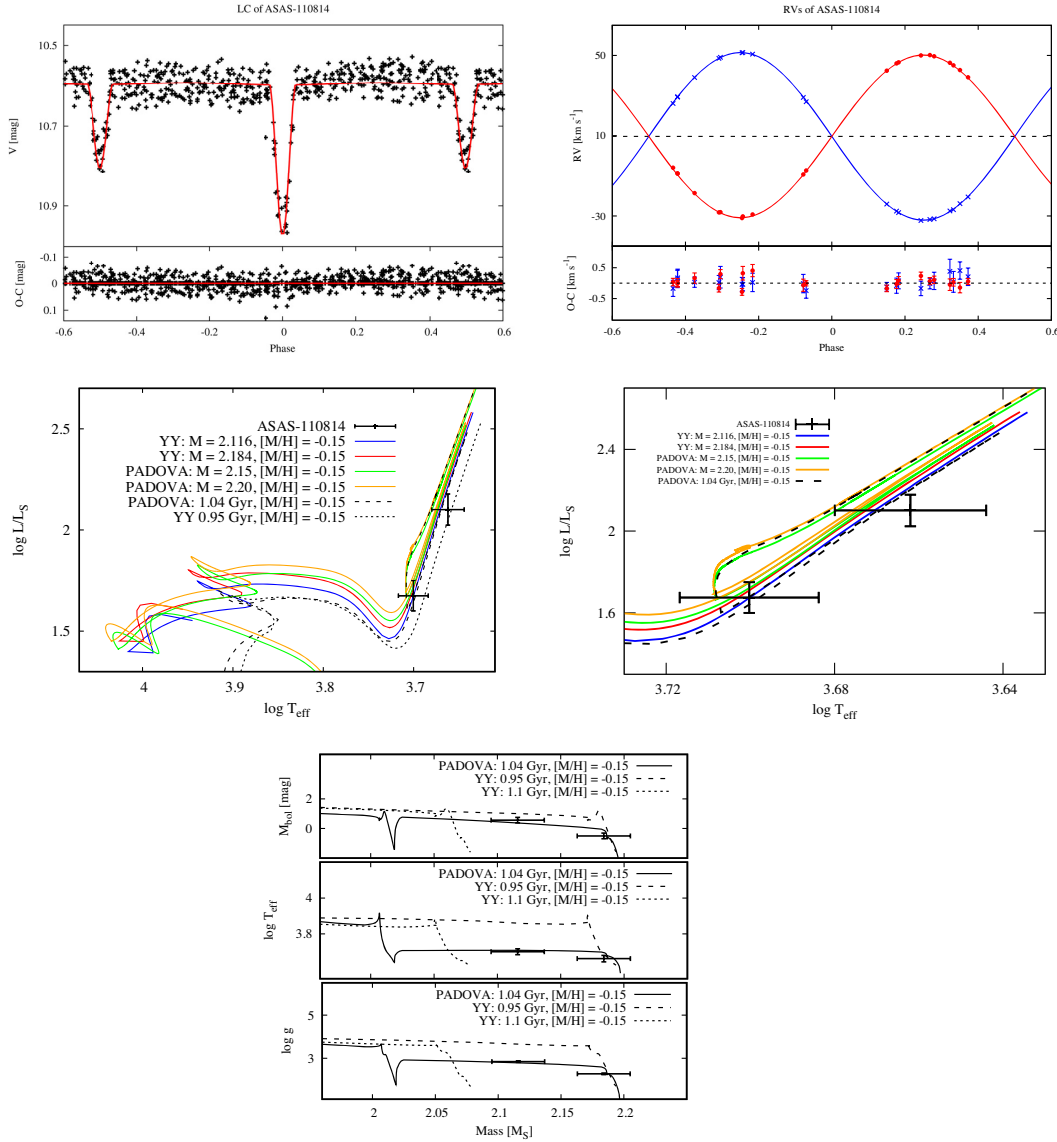 LC of ASAS-110814
V [mag]
10.5
10.7
10.9
O-C [mag]
-0.1
0
0.1
-0.6 -0.4 -0.2 0 0.2 0.4 0.6
Phase
RVs of ASAS-110814
RV [km s-1]
50
10
-30
O-C [km s-1]
0.5
-0.5
-0.6 -0.4 -0.2 0 0.2 0.4 0.6
Phase
log L/LS
2.5
2
1.5
ASAS-110814
YY: M = 2.116, [M/H] = -0.15
YY: M = 2.184, [M/H] = -0.15
PADOVA: M = 2.15, [M/H] = -0.15
PADOVA: M = 2.20, [M/H] = -0.15
PADOVA: 1.04 Gyr, [M/H] = -0.15
YY 0.95 Gyr, [M/H] = -0.15
4 3.9 3.8 3.7
log Teff
log L/LS
2.4
2
1.6
ASAS-110814
YY: M = 2.116, [M/H] = -0.15
YY: M = 2.184, [M/H] = -0.15
PADOVA: M = 2.15, [M/H] = -0.15
PADOVA: M = 2.20, [M/H] = -0.15
PADOVA: 1.04 Gyr, [M/H] = -0.15
3.72 3.68 3.64
log Teff
Mbol [mag]
2
0
PADOVA: 1.04 Gyr, [M/H] = -0.15
YY: 0.95 Gyr, [M/H] = -0.15
YY: 1.1 Gyr, [M/H] = -0.15
log Teff
4
3.8
PADOVA: 1.04 Gyr, [M/H] = -0.15
YY: 0.95 Gyr, [M/H] = -0.15
YY: 1.1 Gyr, [M/H] = -0.15
log g
5
3
PADOVA: 1.04 Gyr, [M/H] = -0.15
YY: 0.95 Gyr, [M/H] = -0.15
YY: 1.1 Gyr, [M/H] = -0.15
2 2.05 2.1 2.15 2.2
Mass [MS]